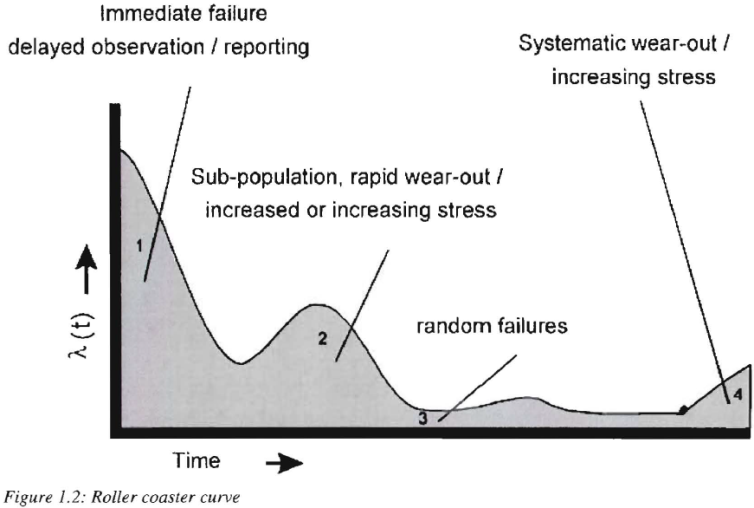 Immediate failure
delayed observation / reporting
Systematic wear-out /
increasing stress
Sub-population, rapid wear-out /
increased or increasing stress
1
λ (t)
2
random failures
3
4
Time
Figure 1.2: Roller coaster curve